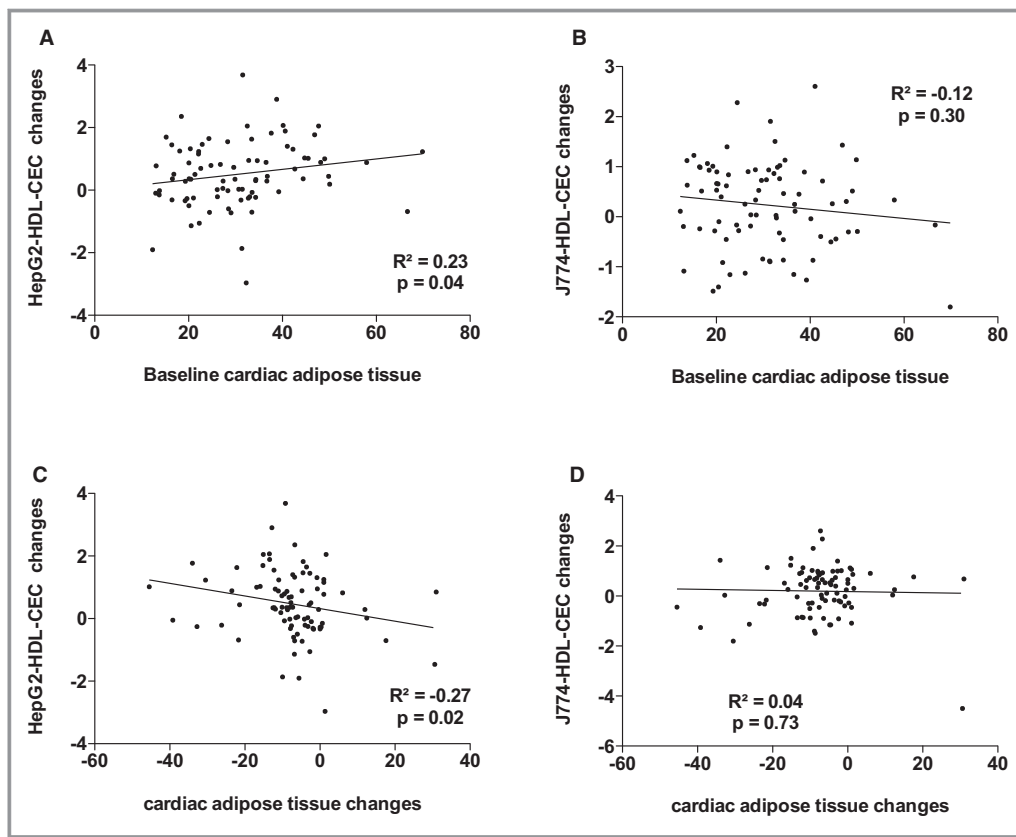 A
HepG2-HDL-CEC changes
4
2
0
-2
-4
0
20
40
60
80
R² = 0.23
p = 0.04
Baseline cardiac adipose tissue
B
J774-HDL-CEC changes
3
2
1
0
-1
-2
0
20
40
60
80
R² = -0.12
p = 0.30
Baseline cardiac adipose tissue
C
HepG2-HDL-CEC changes
4
2
0
-2
-4
-60
-40
-20
0
20
40
R² = -0.27
p = 0.02
cardiac adipose tissue changes
D
J774-HDL-CEC changes
4
2
0
-2
-4
-6
-60
-40
-20
0
20
40
R² = 0.04
p = 0.73
cardiac adipose tissue changes